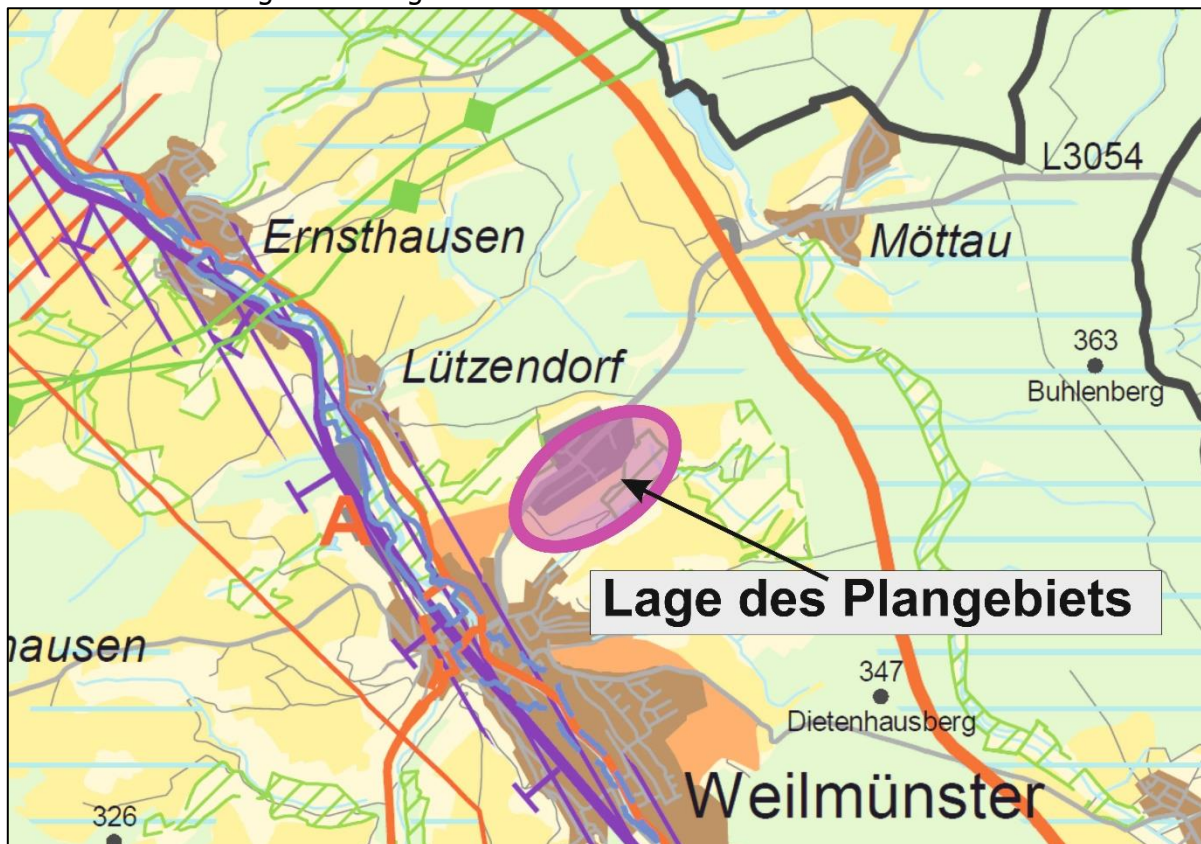 L3054
Ernsthausen
Möttau
363
Buhlenberg
Lützendorf
A
Lage des Plangebiets
hausen
347
Dietenhausberg
Weilmünster
326